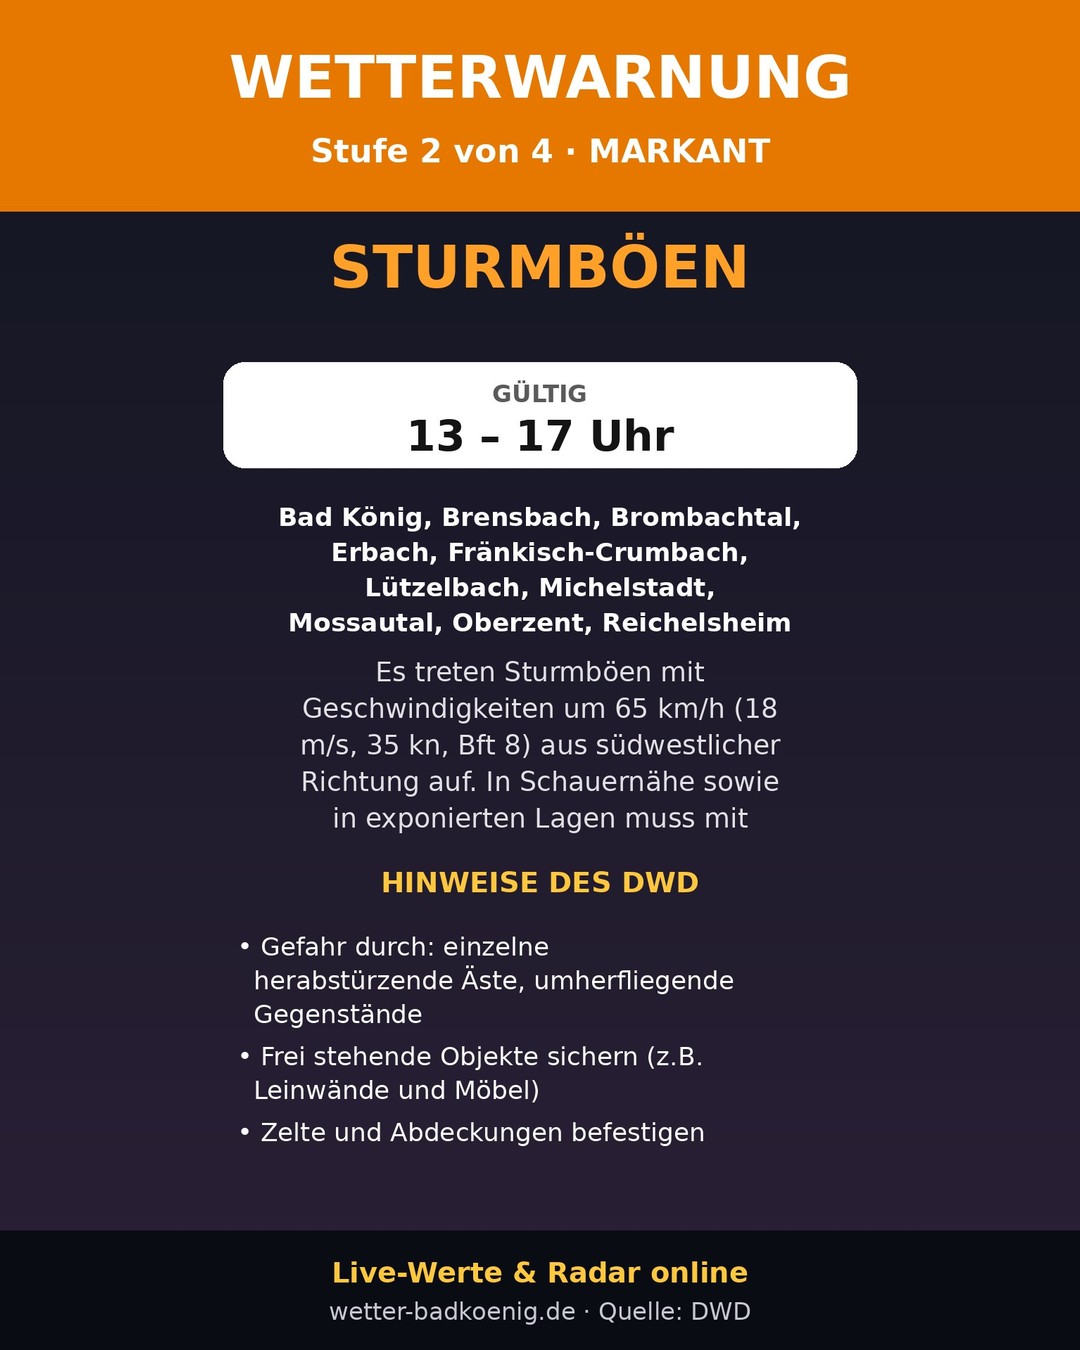 WETTERWARNUNG
Stufe 2 von 4 · MARKANT
STURMBÖEN
GÜLTIG
13 – 17 Uhr
Bad König, Brensbach, Brombachtal,
Erbach, Fränkisch-Crumbach,
Lützelbach, Michelstadt,
Mossautal, Oberzent, Reichelsheim
Es treten Sturmböen mit
Geschwindigkeiten um 65 km/h (18
m/s, 35 kn, Bft 8) aus südwestlicher
Richtung auf. In Schauernähe sowie
in exponierten Lagen muss mit
HINWEISE DES DWD
• Gefahr durch: einzelne
herabstürzende Äste, umherfliegende
Gegenstände
• Frei stehende Objekte sichern (z.B.
Leinwände und Möbel)
• Zelte und Abdeckungen befestigen
Live-Werte & Radar online
wetter-badkoenig.de · Quelle: DWD